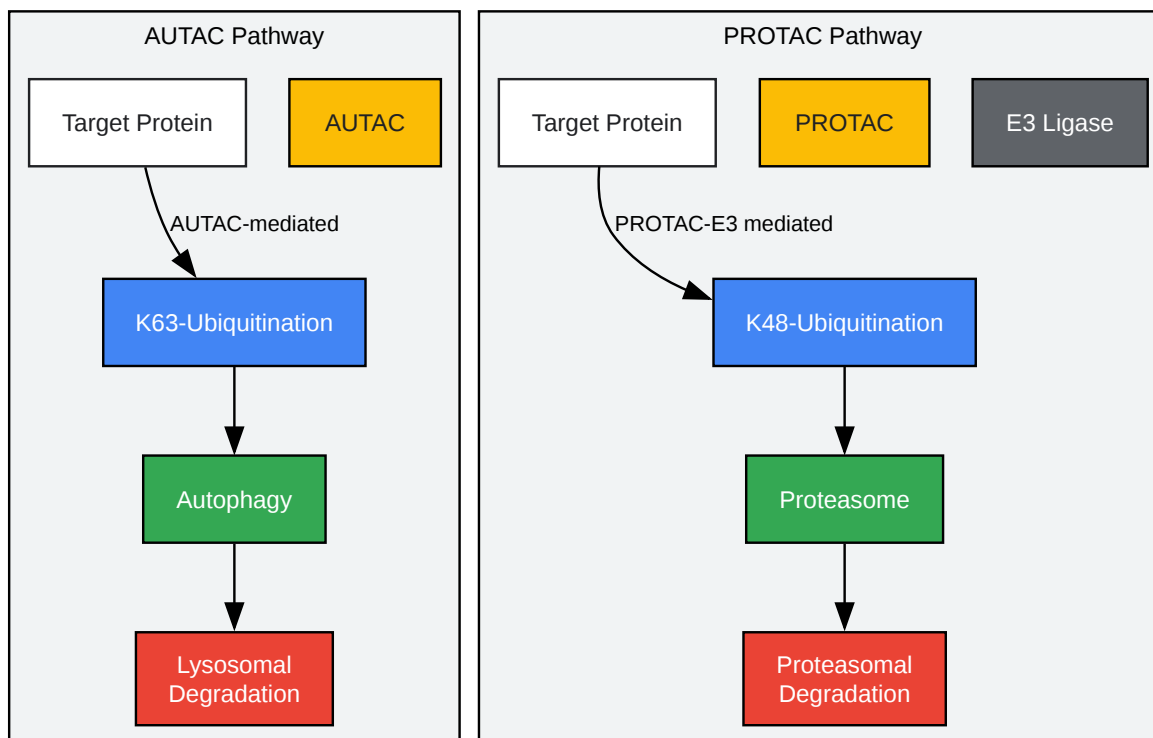 AUTAC Pathway
Target Protein
AUTAC
AUTAC-mediated
K63-Ubiquitination
Autophagy
Lysosomal
Degradation
PROTAC Pathway
Target Protein
PROTAC
E3 Ligase
PROTAC-E3 mediated
K48-Ubiquitination
Proteasome
Proteasomal
Degradation